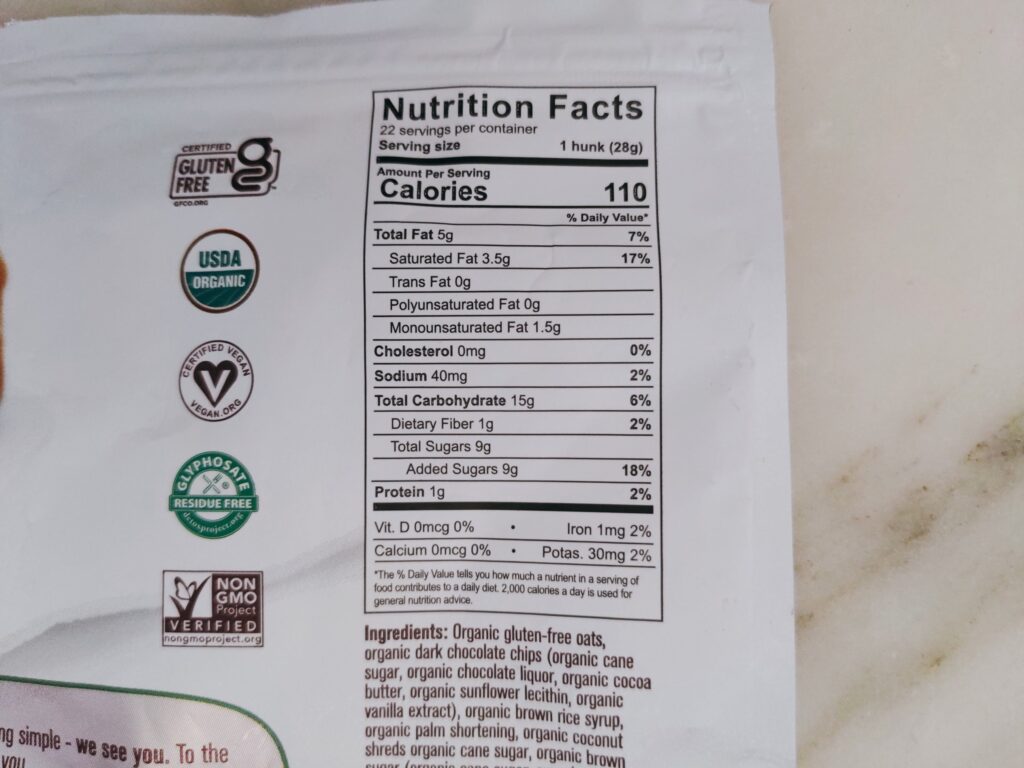 CERTIFIED
GLUTEN
FREE
GFCO.ORG
USDA
ORGANIC
CERTIFIED VEGAN
VEGAN.ORG
GLYPHOSATE
RESIDUE FREE
detoxproject.org
NON
GMO
Project
VERIFIED
nongmoproject.org
ng simple - we see you. To the
you
Nutrition Facts
22 servings per container
Serving size 1 hunk (28g)
Amount Per Serving
Calories 110
% Daily Value*
Total Fat 5g 7%
Saturated Fat 3.5g 17%
Trans Fat 0g
Polyunsaturated Fat 0g
Monounsaturated Fat 1.5g
Cholesterol 0mg 0%
Sodium 40mg 2%
Total Carbohydrate 15g 6%
Dietary Fiber 1g 2%
Total Sugars 9g
Added Sugars 9g 18%
Protein 1g 2%
Vit. D 0mcg 0% • Iron 1mg 2%
Calcium 0mcg 0% • Potas. 30mg 2%
*The % Daily Value tells you how much a nutrient in a serving of
food contributes to a daily diet. 2,000 calories a day is used for
general nutrition advice.
Ingredients: Organic gluten-free oats,
organic dark chocolate chips (organic cane
sugar, organic chocolate liquor, organic cocoa
butter, organic sunflower lecithin, organic
vanilla extract), organic brown rice syrup,
organic palm shortening, organic coconut
shreds organic cane sugar, organic brown
sugar (organic cane sugar